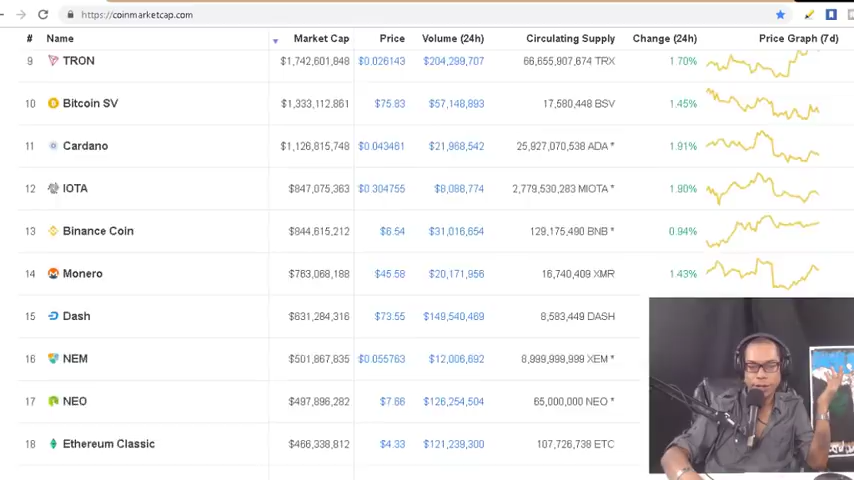 https://coinmarketcap.com
# Name Market Cap Price Volume (24h) Circulating Supply Change (24h) Price Graph (7d)
9 TRON $1,742,601,848 $0.026143 $204,299,707 66,655,907,674 TRX 1.70%
10 Bitcoin SV $1,333,112,861 $75.83 $57,148,893 17,580,448 BSV 1.45%
11 Cardano $1,126,815,748 $0.043461 $21,968,542 25,927,070,538 ADA * 1.91%
12 IOTA $847,075,363 $0.304755 $8,088,774 2,779,530,283 MIOTA * 1.90%
13 Binance Coin $844,615,212 $6.54 $31,016,654 129,175,490 BNB * 0.94%
14 Monero $763,068,188 $45.58 $20,171,956 16,740,409 XMR 1.43%
15 Dash $631,284,316 $73.55 $149,540,469 8,583,449 DASH
16 NEM $501,867,835 $0.055763 $12,006,692 8,999,999,999 XEM *
17 NEO $497,896,282 $7.66 $126,254,504 65,000,000 NEO *
18 Ethereum Classic $466,338,812 $4.33 $121,239,300 107,726,738 ETC